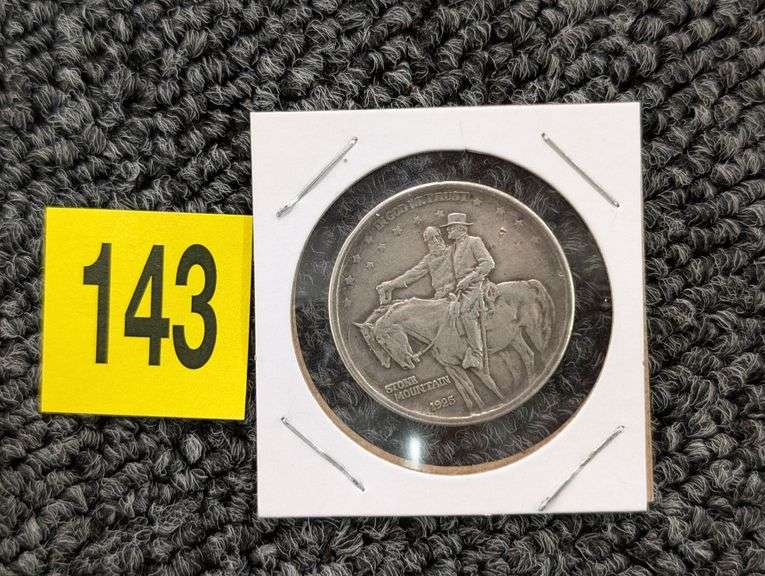 143
IN GOD WE TRUST
STONE
MOUNTAIN
1925